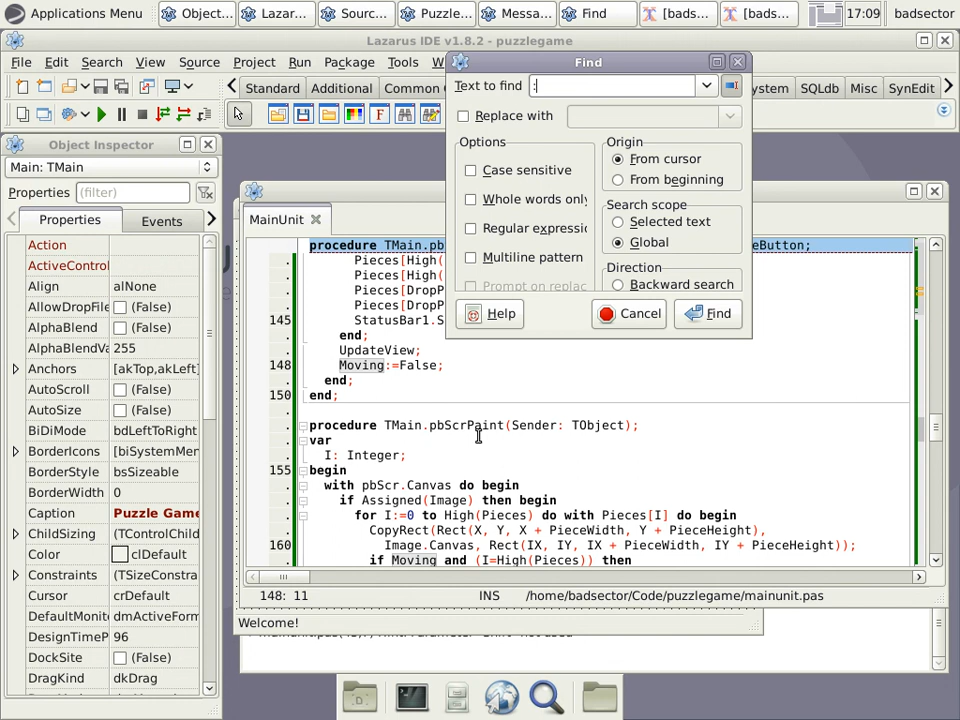 Applications Menu Object... Lazar... Sourc... Puzzle... Messa... Find [bads... [bads... 17:09 badsector
Lazarus IDE v1.8.2 - puzzlegame
File Edit Search View Source Project Run Package Tools W
Standard Additional Common ystem SQLdb Misc SynEdit
Find
Text to find :
Replace with
Options
Case sensitive
Whole words only
Regular expressio
Multiline pattern
Prompt on replac
Origin
From cursor
From beginning
Search scope
Selected text
Global
Direction
Backward search
Help Cancel Find
Object Inspector
Main: TMain
Properties (filter)
Properties Events
Action
ActiveControl
Align alNone
AllowDropFile (False)
AlphaBlend (False)
AlphaBlendVa 255
Anchors [akTop,akLeft]
AutoScroll (False)
AutoSize (False)
BiDiMode bdLeftToRight
BorderIcons [biSystemMen
BorderStyle bsSizeable
BorderWidth 0
Caption Puzzle Game
ChildSizing (TControlChild
Color clDefault
Constraints (TSizeConstra
Cursor crDefault
DefaultMonit dmActiveForm
DesignTimeP 96
DockSite (False)
DragKind dkDrag
MainUnit
procedure TMain.pb eButton;
Pieces[High(
Pieces[High(
Pieces[DropP
Pieces[DropP
145 StatusBar1.S
end;
UpdateView;
148 Moving:=False;
end;
150 end;
procedure TMain.pbScrPaint(Sender: TObject);
var
I: Integer;
155 begin
with pbScr.Canvas do begin
if Assigned(Image) then begin
for I:=0 to High(Pieces) do with Pieces[I] do begin
CopyRect(Rect(X, Y, X + PieceWidth, Y + PieceHeight),
160 Image.Canvas, Rect(IX, IY, IX + PieceWidth, IY + PieceHeight));
if Moving and (I=High(Pieces)) then
148: 11 INS /home/badsector/Code/puzzlegame/mainunit.pas
Welcome!